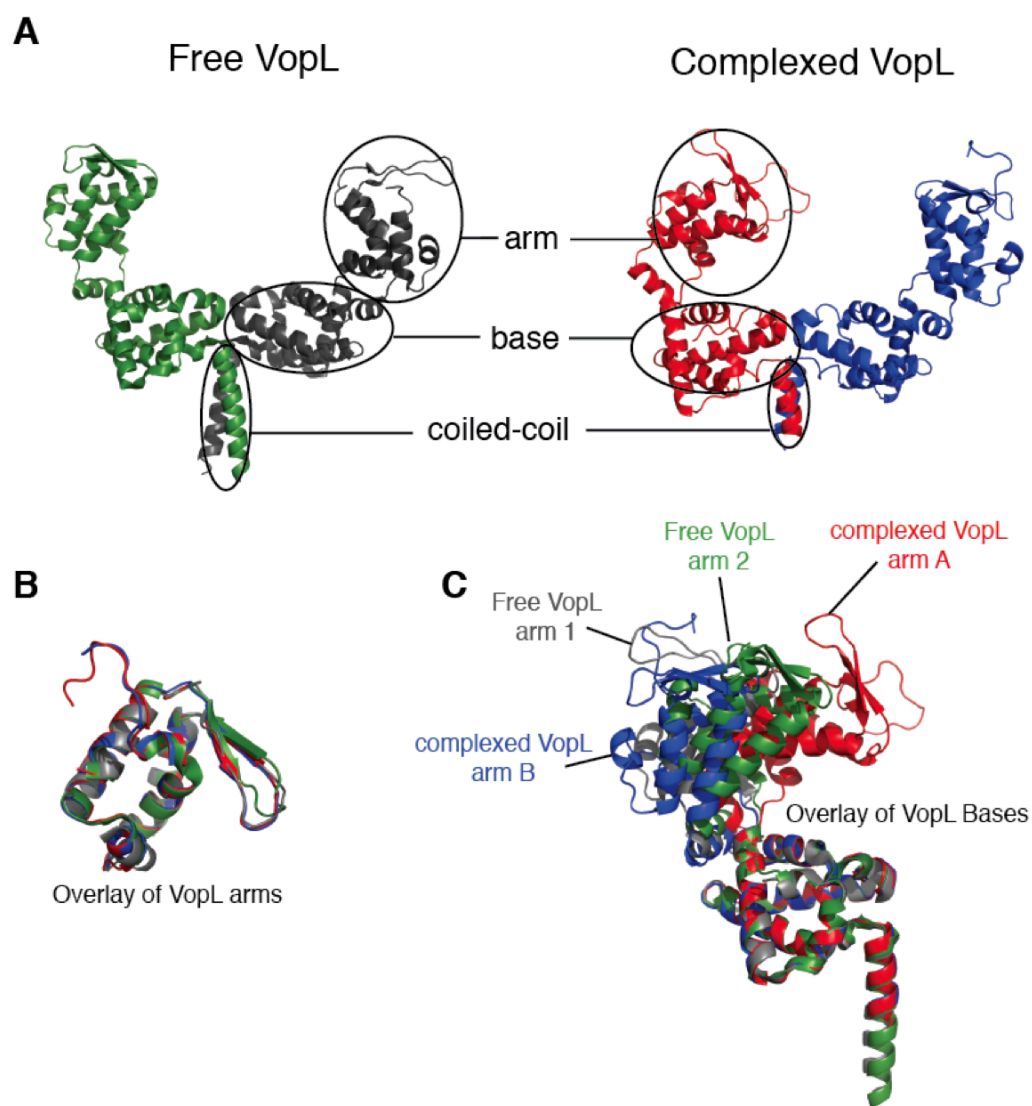 A
Free VopL
Complexed VopL
arm
base
coiled-coil
B
Overlay of VopL arms
C
Free VopL
arm 1
Free VopL
arm 2
complexed VopL
arm A
complexed VopL
arm B
Overlay of VopL Bases